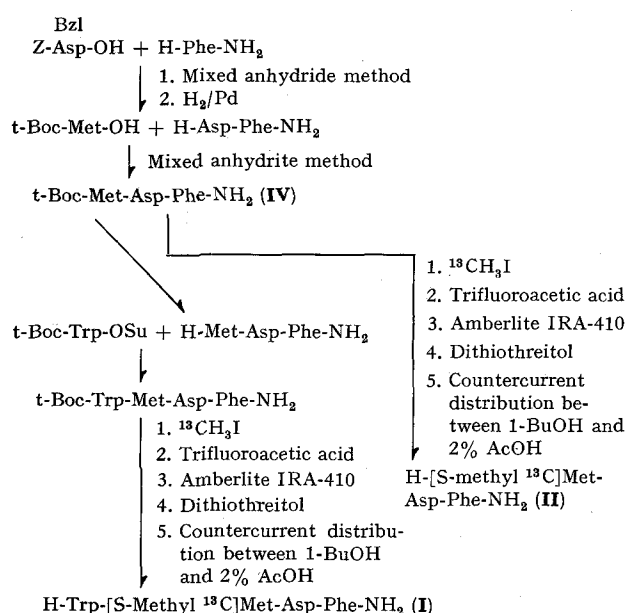 Bzl
Z-Asp-OH + H-Phe-NH₂
1. Mixed anhydride method
2. H₂/Pd
t-Boc-Met-OH + H-Asp-Phe-NH₂
Mixed anhydrite method
t-Boc-Met-Asp-Phe-NH₂ (IV)
1. ¹³CH₃I
2. Trifluoroacetic acid
3. Amberlite IRA-410
4. Dithiothreitol
5. Countercurrent
distribution be-
tween 1-BuOH and
2% AcOH
H-[S-methyl ¹³C]Met-
Asp-Phe-NH₂ (II)
t-Boc-Trp-OSu + H-Met-Asp-Phe-NH₂
t-Boc-Trp-Met-Asp-Phe-NH₂
1. ¹³CH₃I
2. Trifluoroacetic acid
3. Amberlite IRA-410
4. Dithiothreitol
5. Countercurrent distribu-
tion between 1-BuOH
and 2% AcOH
H-Trp-[S-Methyl ¹³C]Met-Asp-Phe-NH₂ (I)